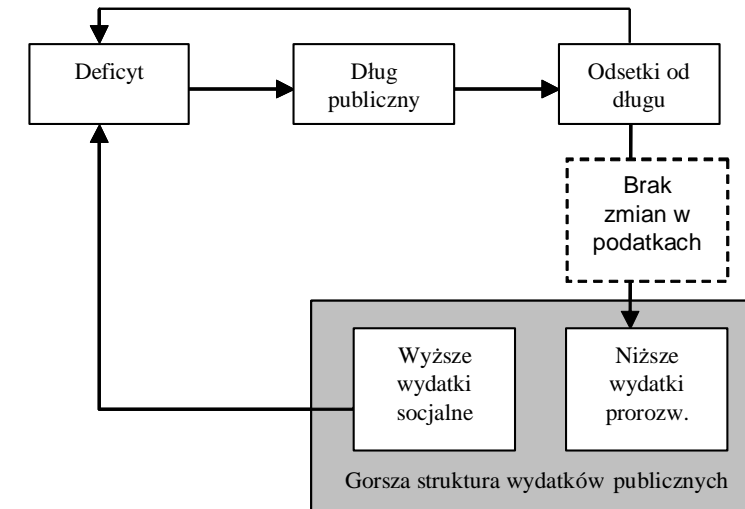 Deficyt
Dług
publiczny
Odsetki od
długu
Brak
zmian w
podatkach
Wyższe
wydatki
socjalne
Niższe
wydatki
prorozw.
Gorsza struktura wydatków publicznych